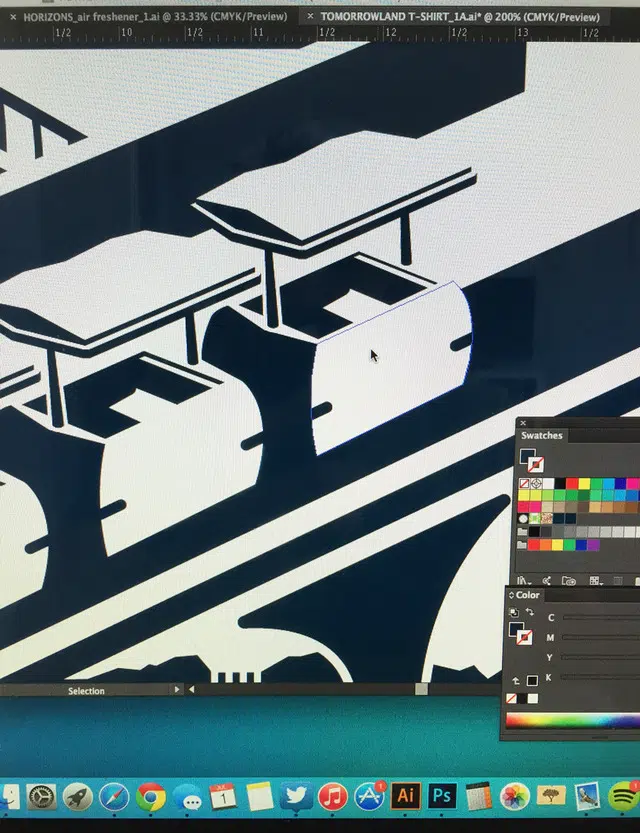 × HORIZONS_air freshener_1.ai @ 33.33% (CMYK/Preview) × TOMORROWLAND T-SHIRT_1A.ai* @ 200% (CMYK/Preview)
1/2 10 1/2 11 1/2 12 1/2 13 1/2
Swatches
Color
C
M
Y
K
Selection
1
1
Ai Ps